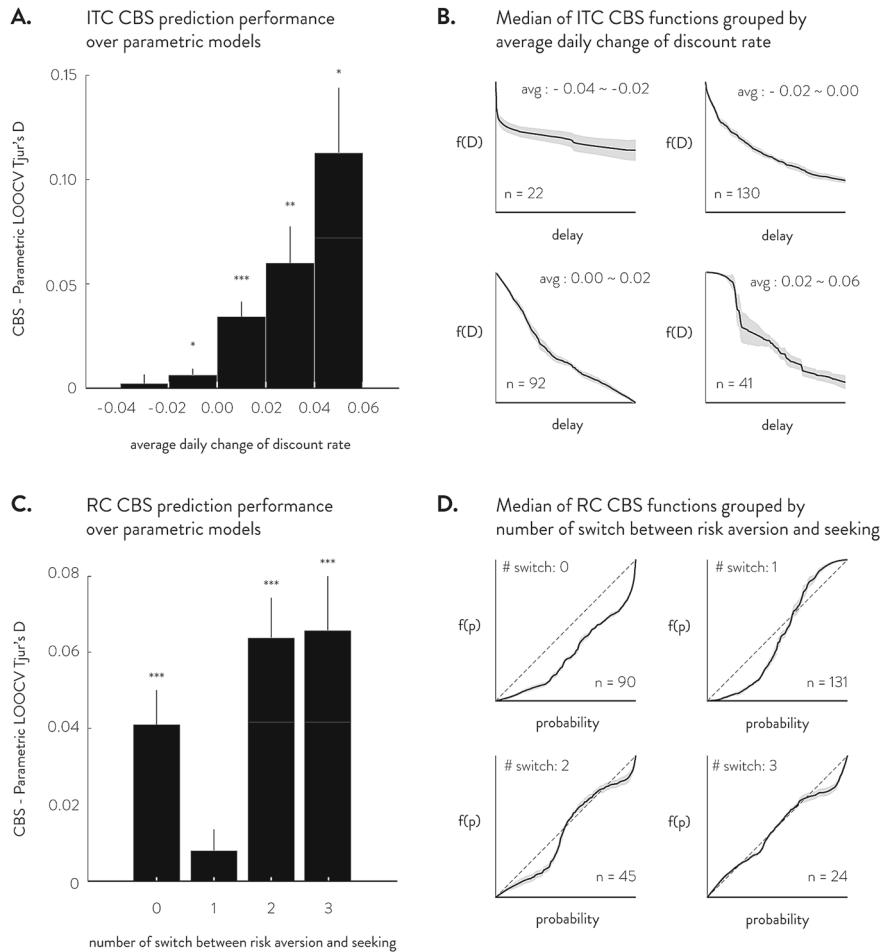 A.
ITC CBS prediction performance
over parametric models
CBS - Parametric LOOCV Tjur's D
0.15
0.10
0.05
0
*
***
**
*
-0.04 -0.02 0.00 0.02 0.04 0.06
average daily change of discount rate
B.
Median of ITC CBS functions grouped by
average daily change of discount rate
avg : - 0.04 ~ -0.02
f(D)
n = 22
delay
avg : - 0.02 ~ 0.00
f(D)
n = 130
delay
avg : 0.00 ~ 0.02
f(D)
n = 92
delay
avg: 0.02 ~ 0.06
f(D)
n = 41
delay
C.
RC CBS prediction performance
over parametric models
CBS - Parametric LOOCV Tjur's D
0.08
0.06
0.04
0.02
0
***
***
***
0 1 2 3
number of switch between risk aversion and seeking
D.
Median of RC CBS functions grouped by
number of switch between risk aversion and seeking
# switch: 0
f(p)
n = 90
probability
# switch: 1
f(p)
n = 131
probability
# switch: 2
f(p)
n = 45
probability
# switch: 3
f(p)
n = 24
probability